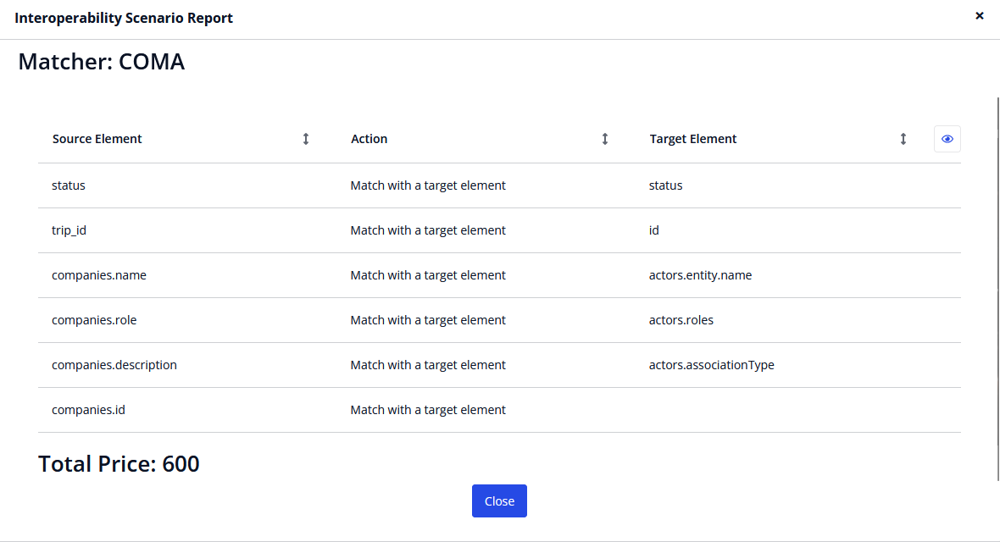 Interoperability Scenario Report
Matcher: COMA
Source Element Action Target Element
status Match with a target element status
trip_id Match with a target element id
companies.name Match with a target element actors.entity.name
companies.role Match with a target element actors.roles
companies.description Match with a target element actors.associationType
companies.id Match with a target element
Total Price: 600
Close